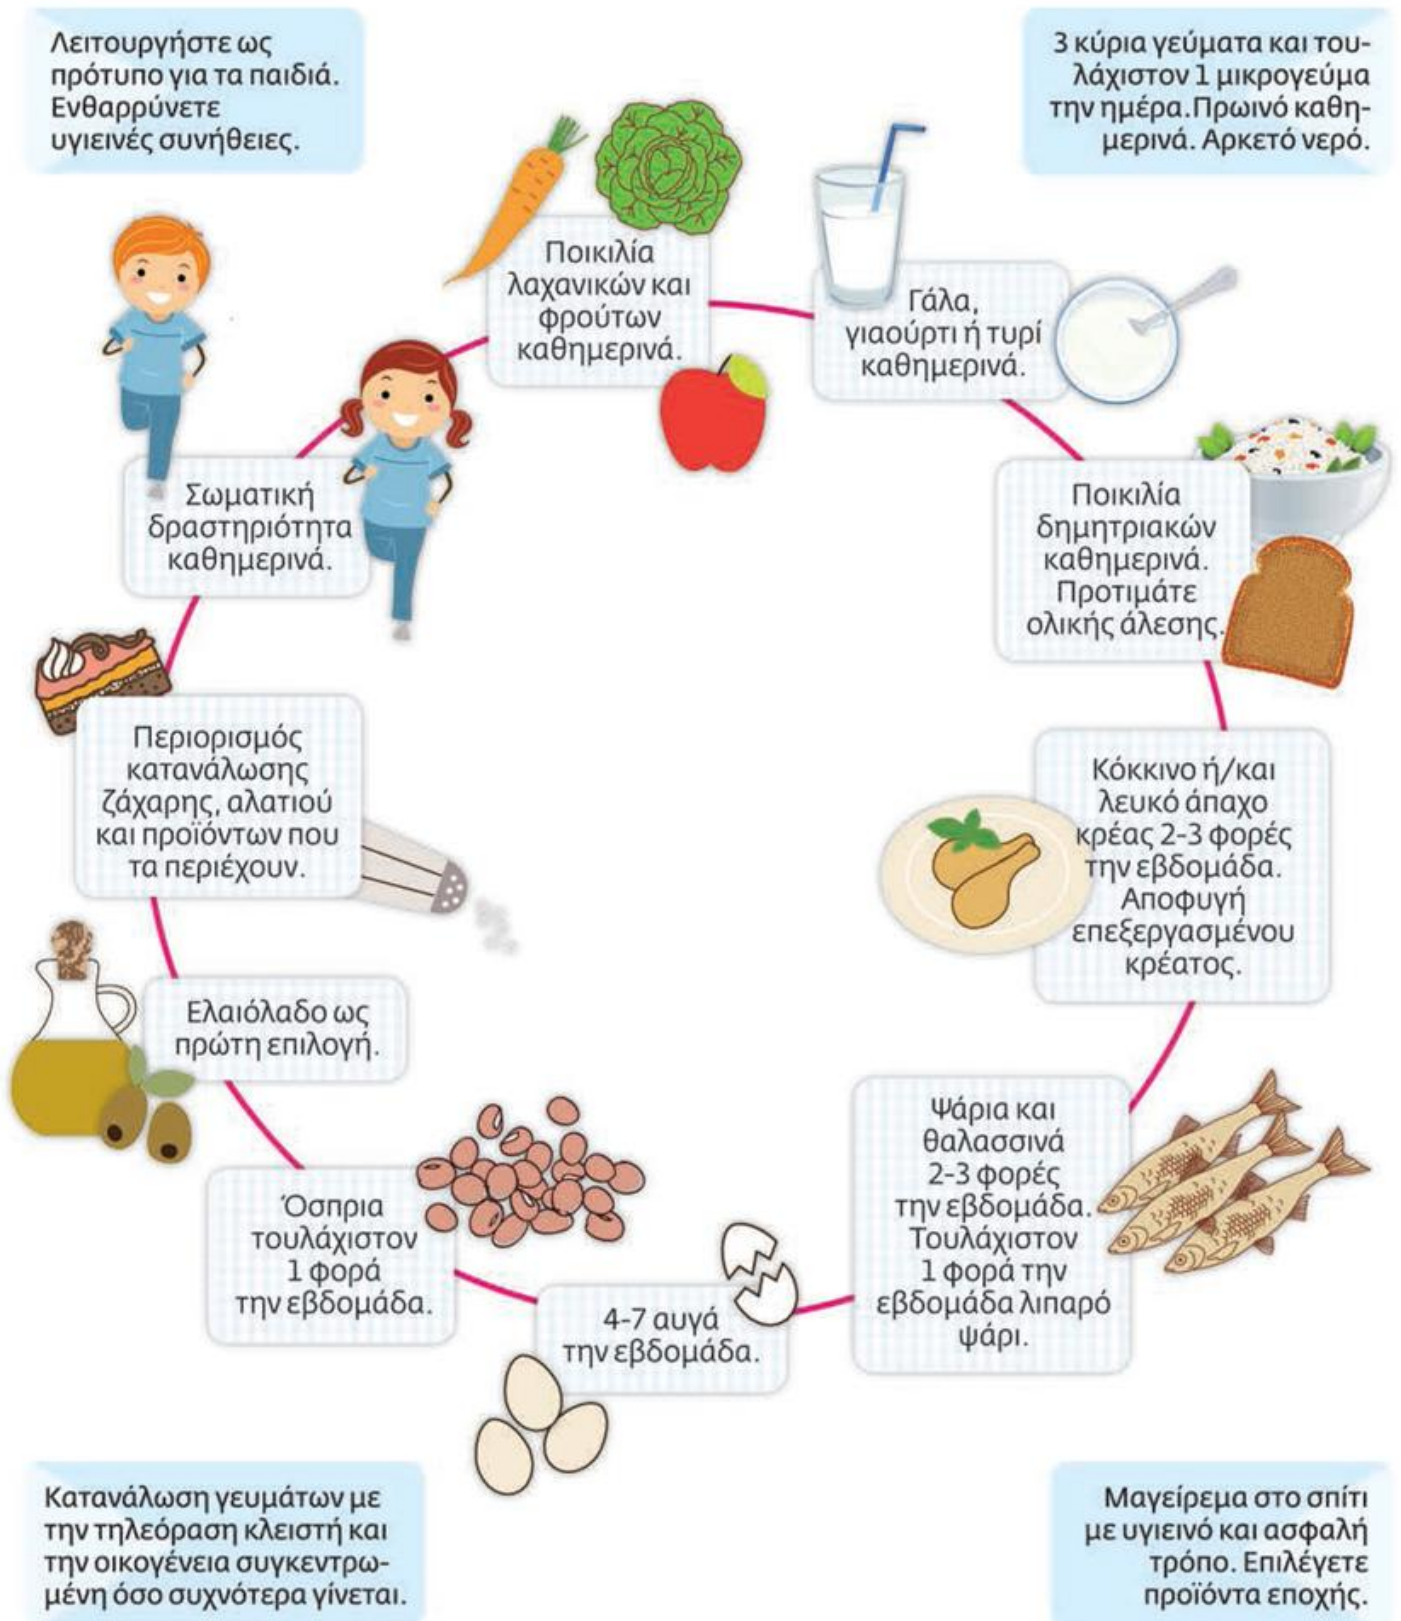 Λειτουργήστε ως
πρότυπο για τα παιδιά.
Ενθαρρύνετε
υγιεινές συνήθειες.
3 κύρια γεύματα και του-
λάχιστον 1 μικρογεύμα
την ημέρα.Πρωινό καθη-
μερινά. Αρκετό νερό.
Ποικιλία
λαχανικών και
φρούτων
καθημερινά.
Γάλα,
γιαούρτι ή τυρί
καθημερινά.
Ποικιλία
δημητριακών
καθημερινά.
Προτιμάτε
ολικής άλεσης.
Κόκκινο ή/και
λευκό άπαχο
κρέας 2-3 φορές
την εβδομάδα.
Αποφυγή
επεξεργασμένου
κρέατος.
Ψάρια και
θαλασσινά
2-3 φορές
την εβδομάδα.
Τουλάχιστον
1 φορά την
εβδομάδα λιπαρό
ψάρι.
4-7 αυγά
την εβδομάδα.
Όσπρια
τουλάχιστον
1 φορά
την εβδομάδα.
Ελαιόλαδο ως
πρώτη επιλογή.
Περιορισμός
κατανάλωσης
ζάχαρης, αλατιού
και προϊόντων που
τα περιέχουν.
Σωματική
δραστηριότητα
καθημερινά.
Κατανάλωση γευμάτων με
την τηλεόραση κλειστή και
την οικογένεια συγκεντρω-
μένη όσο συχνότερα γίνεται.
Μαγείρεμα στο σπίτι
με υγιεινό και ασφαλή
τρόπο. Επιλέγετε
προϊόντα εποχής.